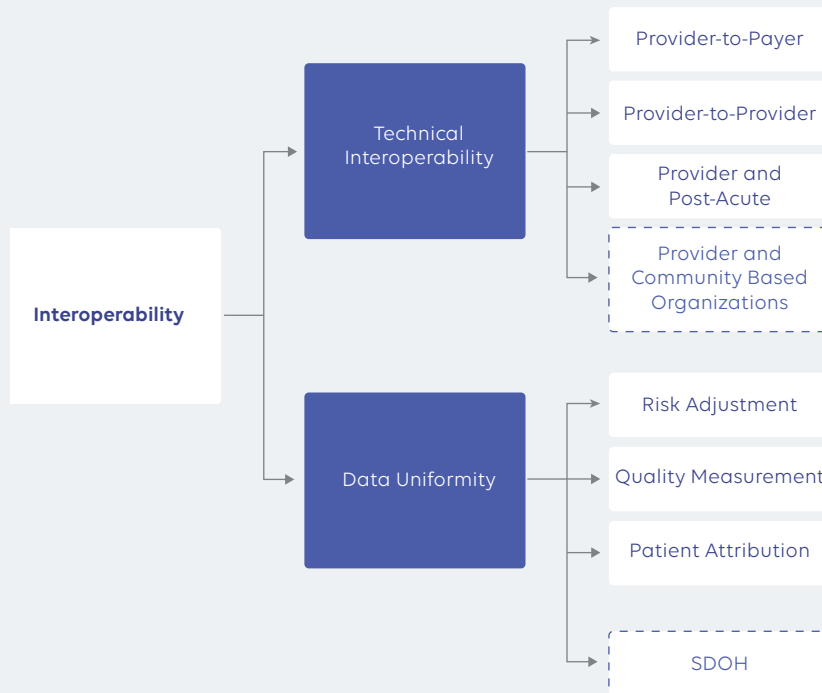 Interoperability
Technical
Interoperability
Provider-to-Payer
Provider-to-Provider
Provider and
Post-Acute
Provider and
Community Based
Organizations
Data Uniformity
Risk Adjustment
Quality Measurement
Patient Attribution
SDOH